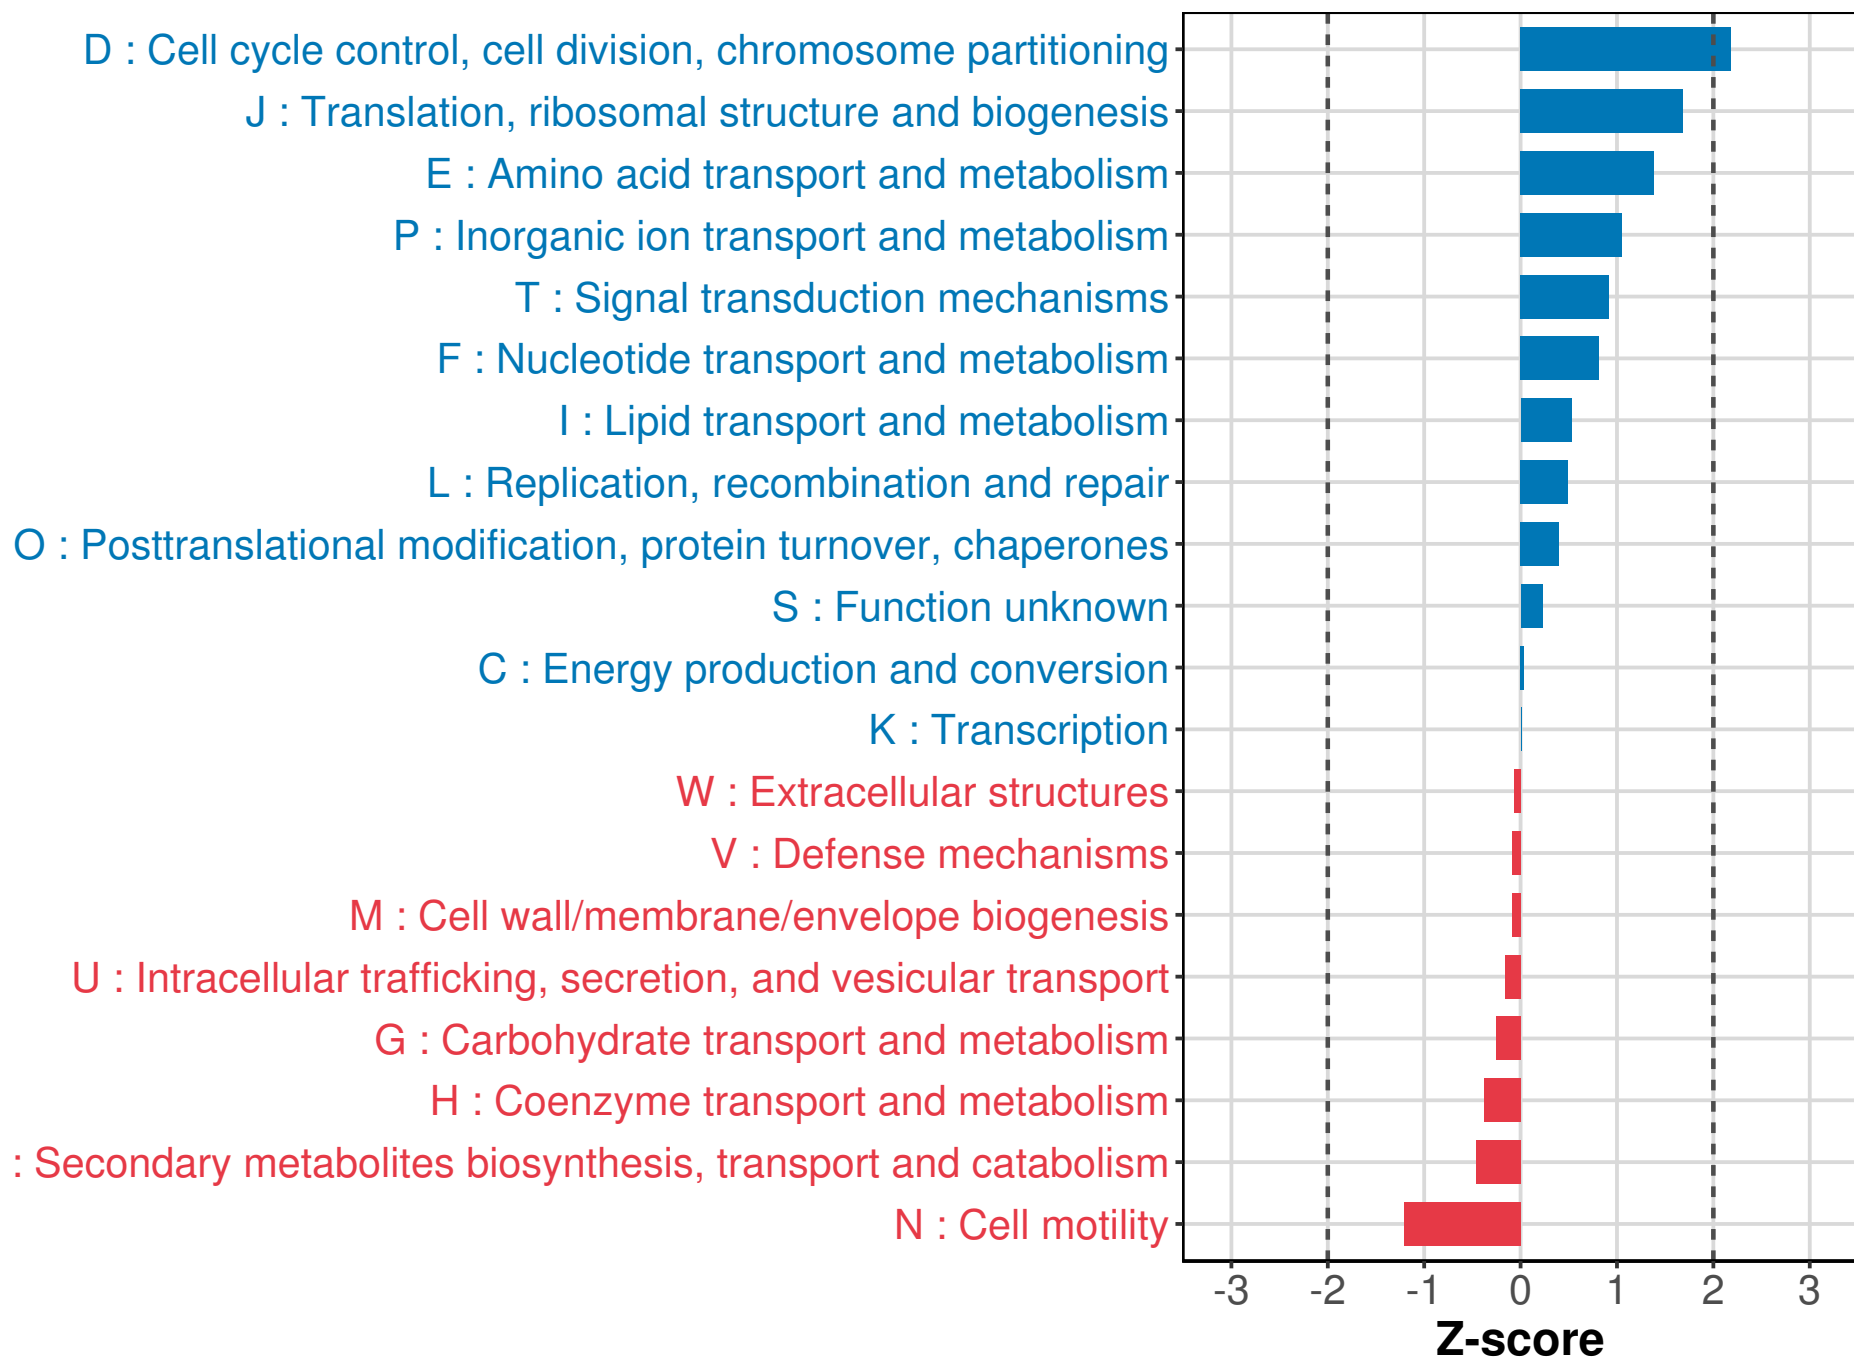 D : Cell cycle control, cell division, chromosome partitioning
J : Translation, ribosomal structure and biogenesis
E : Amino acid transport and metabolism
P : Inorganic ion transport and metabolism
T : Signal transduction mechanisms
F : Nucleotide transport and metabolism
I : Lipid transport and metabolism
L : Replication, recombination and repair
O : Posttranslational modification, protein turnover, chaperones
S : Function unknown
C : Energy production and conversion
K : Transcription
W : Extracellular structures
V : Defense mechanisms
M : Cell wall/membrane/envelope biogenesis
U : Intracellular trafficking, secretion, and vesicular transport
G : Carbohydrate transport and metabolism
H : Coenzyme transport and metabolism
: Secondary metabolites biosynthesis, transport and catabolism
N : Cell motility
-3 -2 -1 0 1 2 3
Z-score